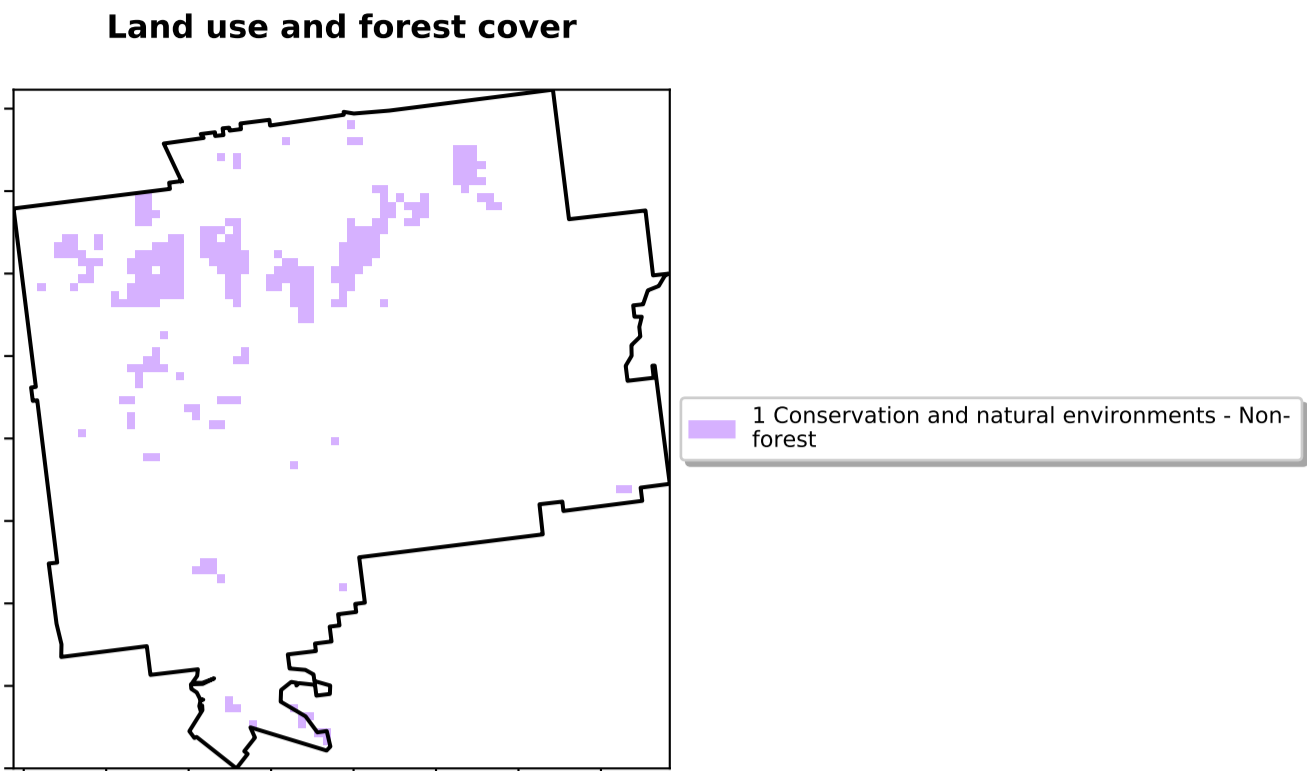 Land use and forest cover
1 Conservation and natural environments - Non-
forest